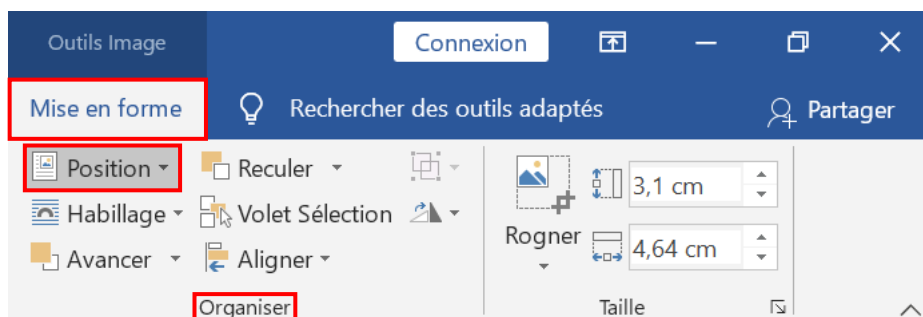 Outils Image Connexion
Mise en forme Rechercher des outils adaptés Partager
Position Reculer 3,1 cm
Habillage Volet Sélection Rogner 4,64 cm
Avancer Aligner
Organiser Taille